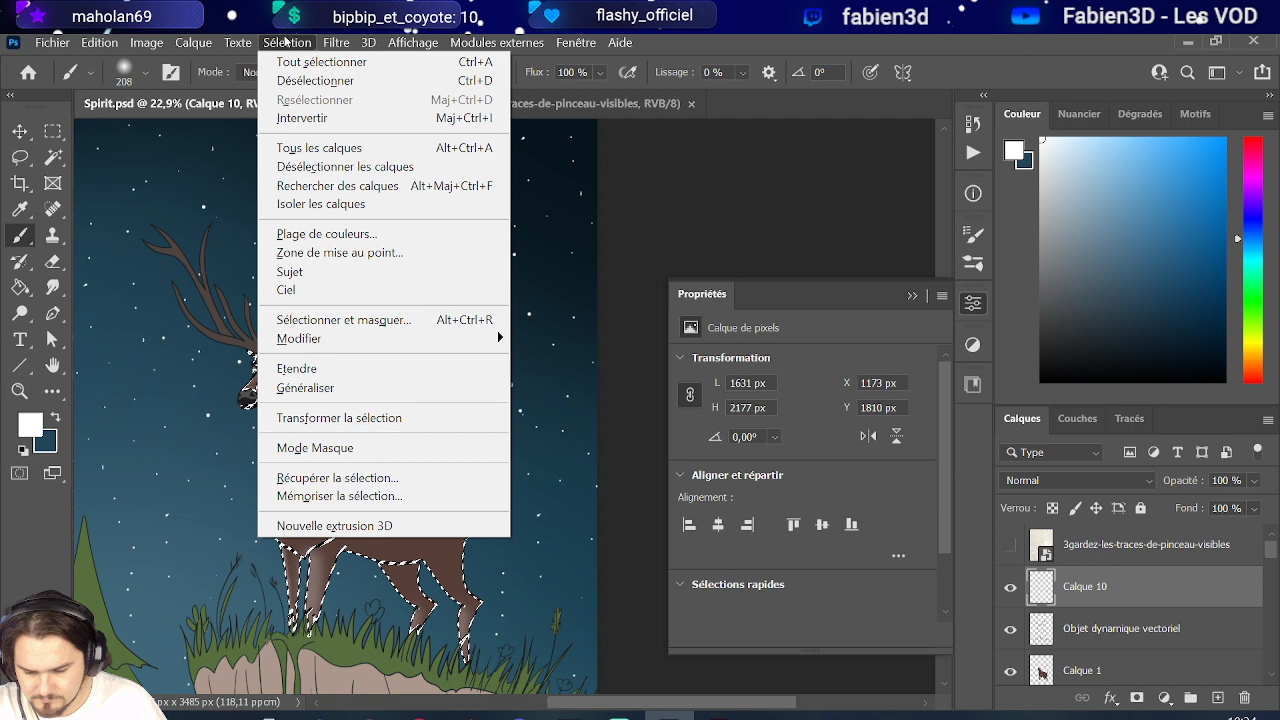 maholan69
bipbip_et_coyote: 10
flashy_officiel
fabien3d
Fabien3D - Les VOD
Ps Fichier Edition Image Calque Texte Sélection Filtre 3D Affichage Modules externes Fenêtre Aide
208
Mode :
Flux : 100 %
Lissage : 0 %
0°
Spirit.psd @ 22,9% (Calque 10, RV
races-de-pinceau-visibles, RVB/8)
Tout sélectionner Ctrl+A
Désélectionner Ctrl+D
Resélectionner Maj+Ctrl+D
Intervertir Maj+Ctrl+I
Tous les calques Alt+Ctrl+A
Désélectionner les calques
Rechercher des calques Alt+Maj+Ctrl+F
Isoler les calques
Plage de couleurs...
Zone de mise au point...
Sujet
Ciel
Sélectionner et masquer... Alt+Ctrl+R
Modifier
Etendre
Généraliser
Transformer la sélection
Mode Masque
Récupérer la sélection...
Mémoriser la sélection...
Nouvelle extrusion 3D
Propriétés
Calque de pixels
Transformation
L 1631 px X 1173 px
H 2177 px Y 1810 px
0,00°
Aligner et répartir
Alignement :
Sélections rapides
Couleur Nuancier Dégradés Motifs
Calques Couches Tracés
Type
Normal Opacité : 100 %
Verrou : Fond : 100 %
3gardez-les-traces-de-pinceau-visibles
Calque 10
Objet dynamique vectoriel
Calque 1
px x 3485 px (118,11 ppcm)